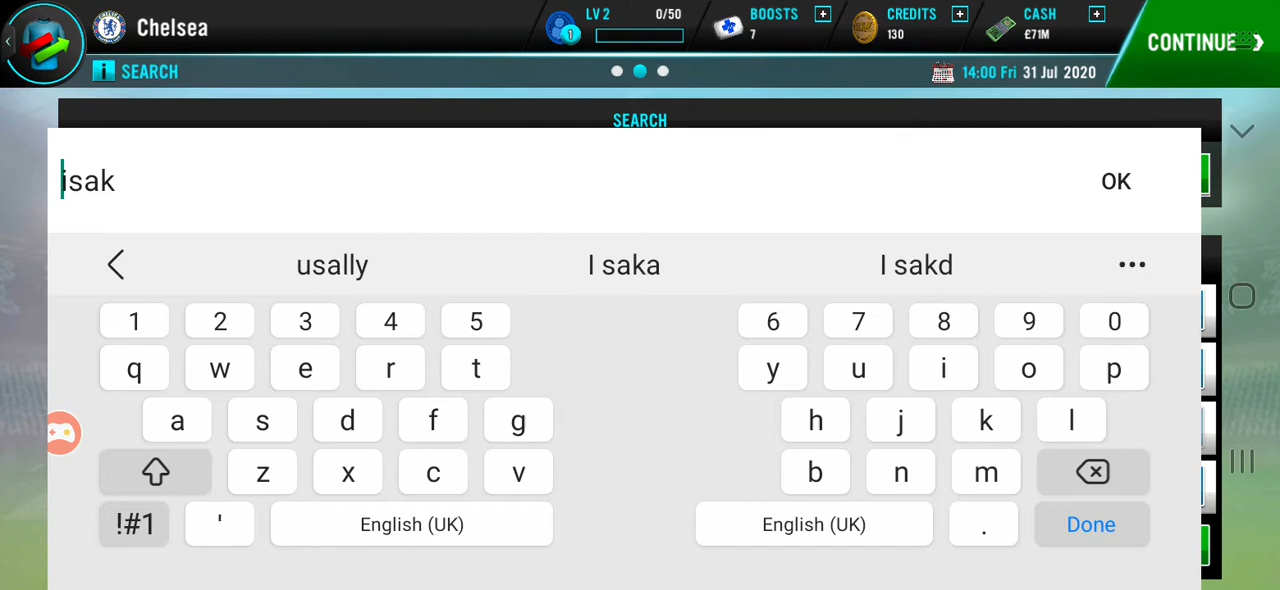 Chelsea
LV 2 0/50
1
BOOSTS
7
CREDITS
130
CASH
£71M
CONTINUE
i SEARCH
14:00 Fri 31 Jul 2020
SEARCH
isak
OK
usally I saka I sakd
1 2 3 4 5 6 7 8 9 0
q w e r t y u i o p
a s d f g h j k l
z x c v b n m
!#1 ' English (UK) English (UK) . Done